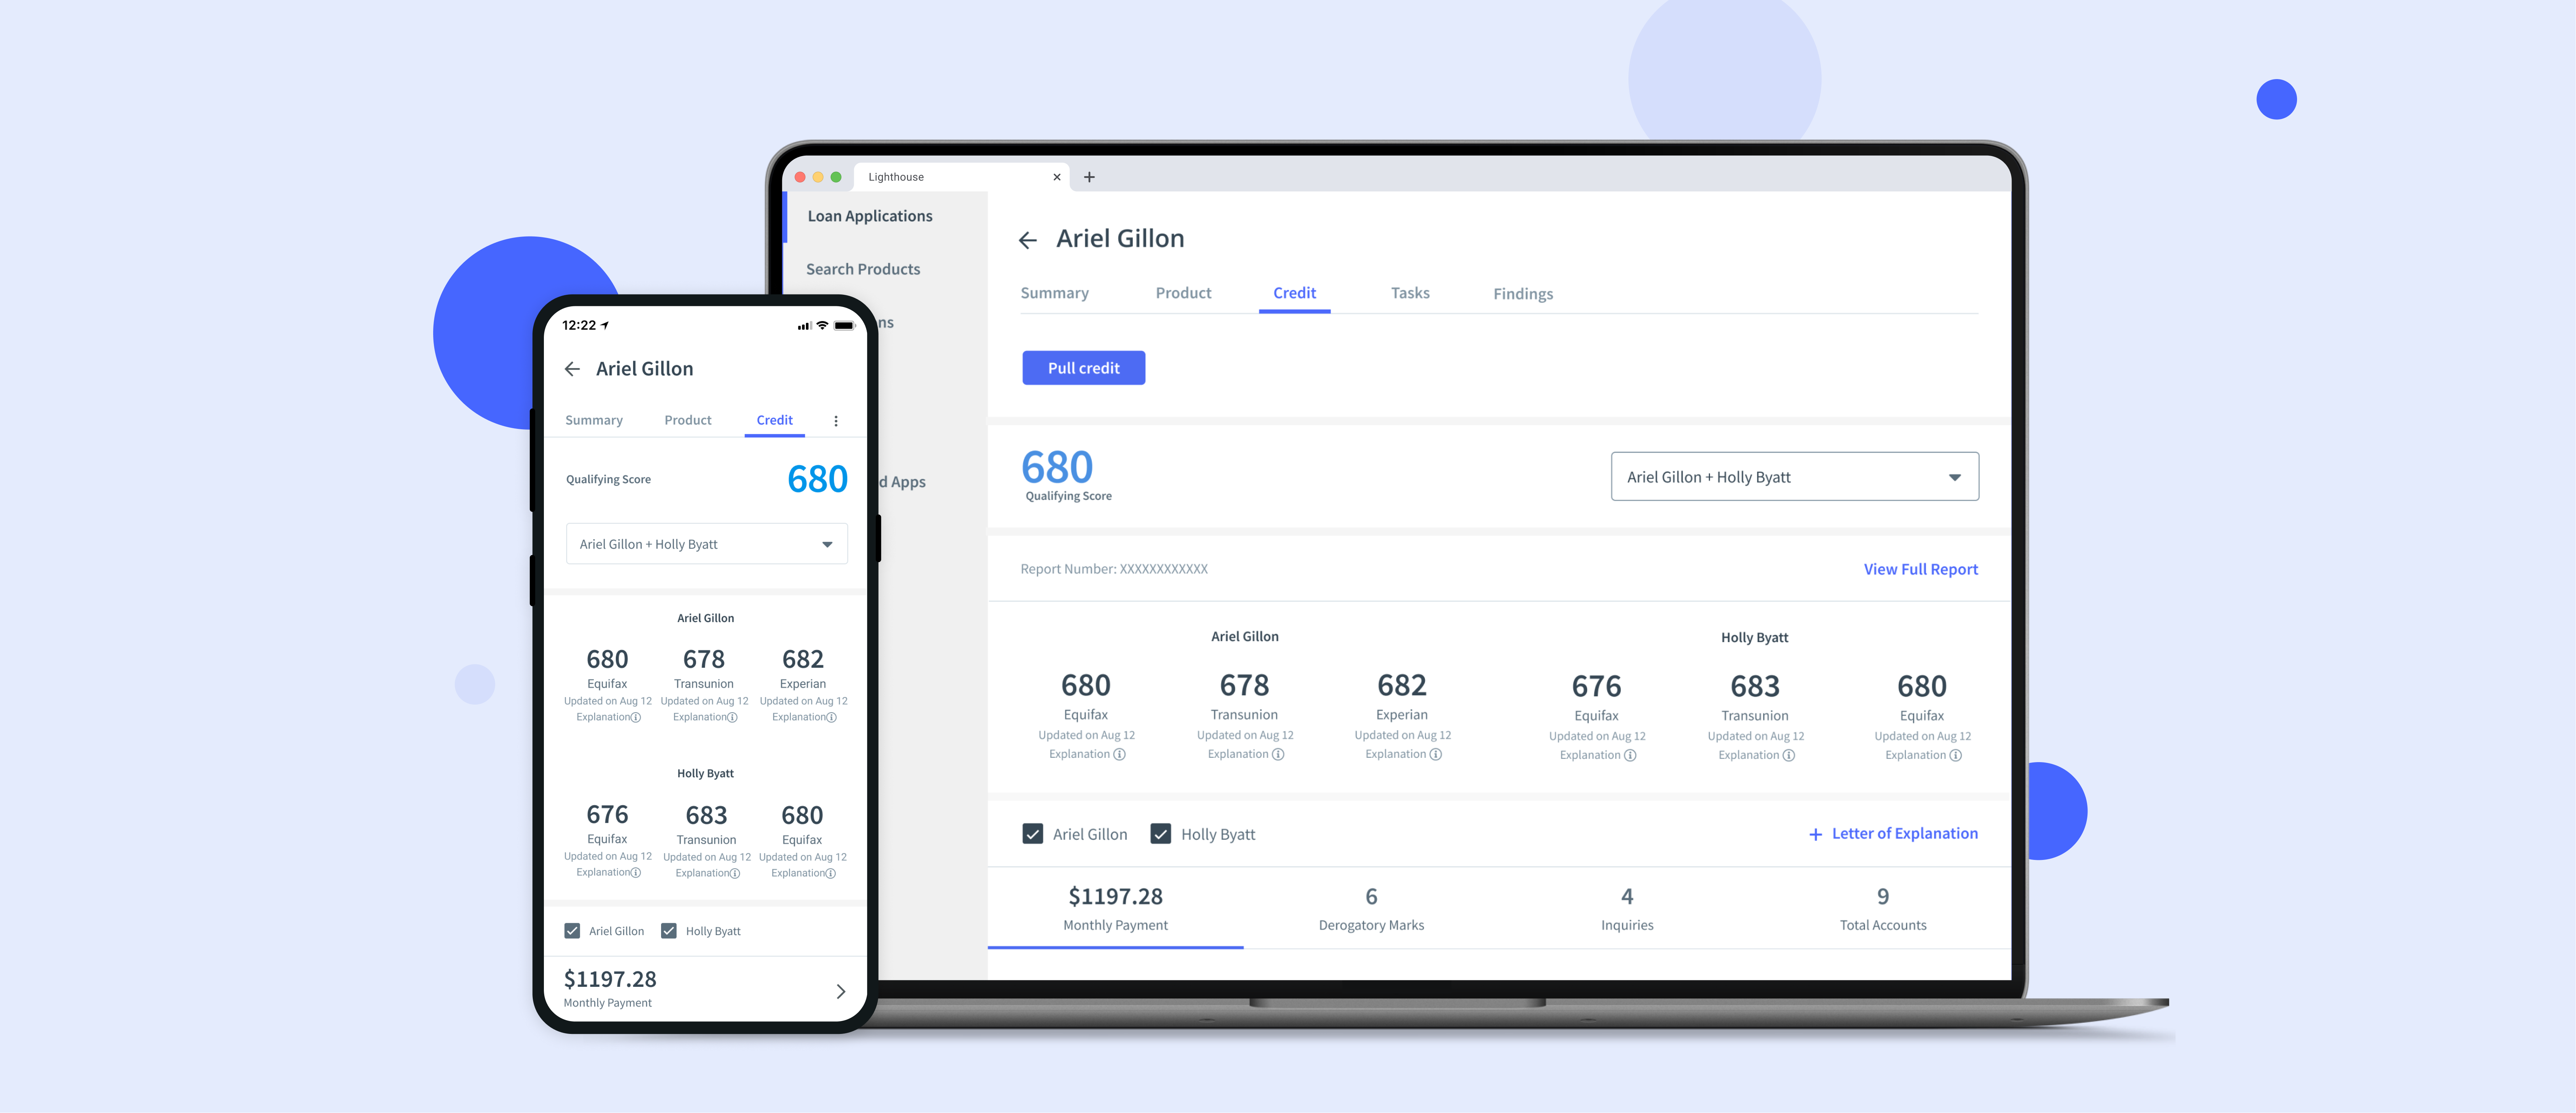 Lighthouse
Loan Applications
Search Products
ns
d Apps
Ariel Gillon
Summary Product Credit Tasks Findings
Pull credit
680
Qualifying Score
Ariel Gillon + Holly Byatt
Report Number: XXXXXXXXXXXX
View Full Report
Ariel Gillon
680 678 682
Equifax Transunion Experian
Updated on Aug 12 Updated on Aug 12 Updated on Aug 12
Explanation Explanation Explanation
Holly Byatt
676 683 680
Equifax Transunion Equifax
Updated on Aug 12 Updated on Aug 12 Updated on Aug 12
Explanation Explanation Explanation
Ariel Gillon Holly Byatt
+ Letter of Explanation
$1197.28 6 4 9
Monthly Payment Derogatory Marks Inquiries Total Accounts
12:22
Ariel Gillon
Summary Product Credit
Qualifying Score 680
Ariel Gillon + Holly Byatt
Ariel Gillon
680 678 682
Equifax Transunion Experian
Updated on Aug 12 Updated on Aug 12 Updated on Aug 12
Explanation Explanation Explanation
Holly Byatt
676 683 680
Equifax Transunion Equifax
Updated on Aug 12 Updated on Aug 12 Updated on Aug 12
Explanation Explanation Explanation
Ariel Gillon Holly Byatt
$1197.28
Monthly Payment